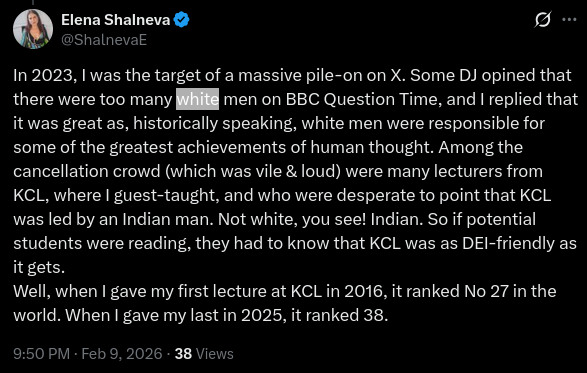 Elena Shalneva
@ShalnevaE
In 2023, I was the target of a massive pile-on on X. Some DJ opined that
there were too many white men on BBC Question Time, and I replied that
it was great as, historically speaking, white men were responsible for
some of the greatest achievements of human thought. Among the
cancellation crowd (which was vile & loud) were many lecturers from
KCL, where I guest-taught, and who were desperate to point that KCL
was led by an Indian man. Not white, you see! Indian. So if potential
students were reading, they had to know that KCL was as DEI-friendly as
it gets.
Well, when I gave my first lecture at KCL in 2016, it ranked No 27 in the
world. When I gave my last in 2025, it ranked 38.
9:50 PM · Feb 9, 2026 · 38 Views